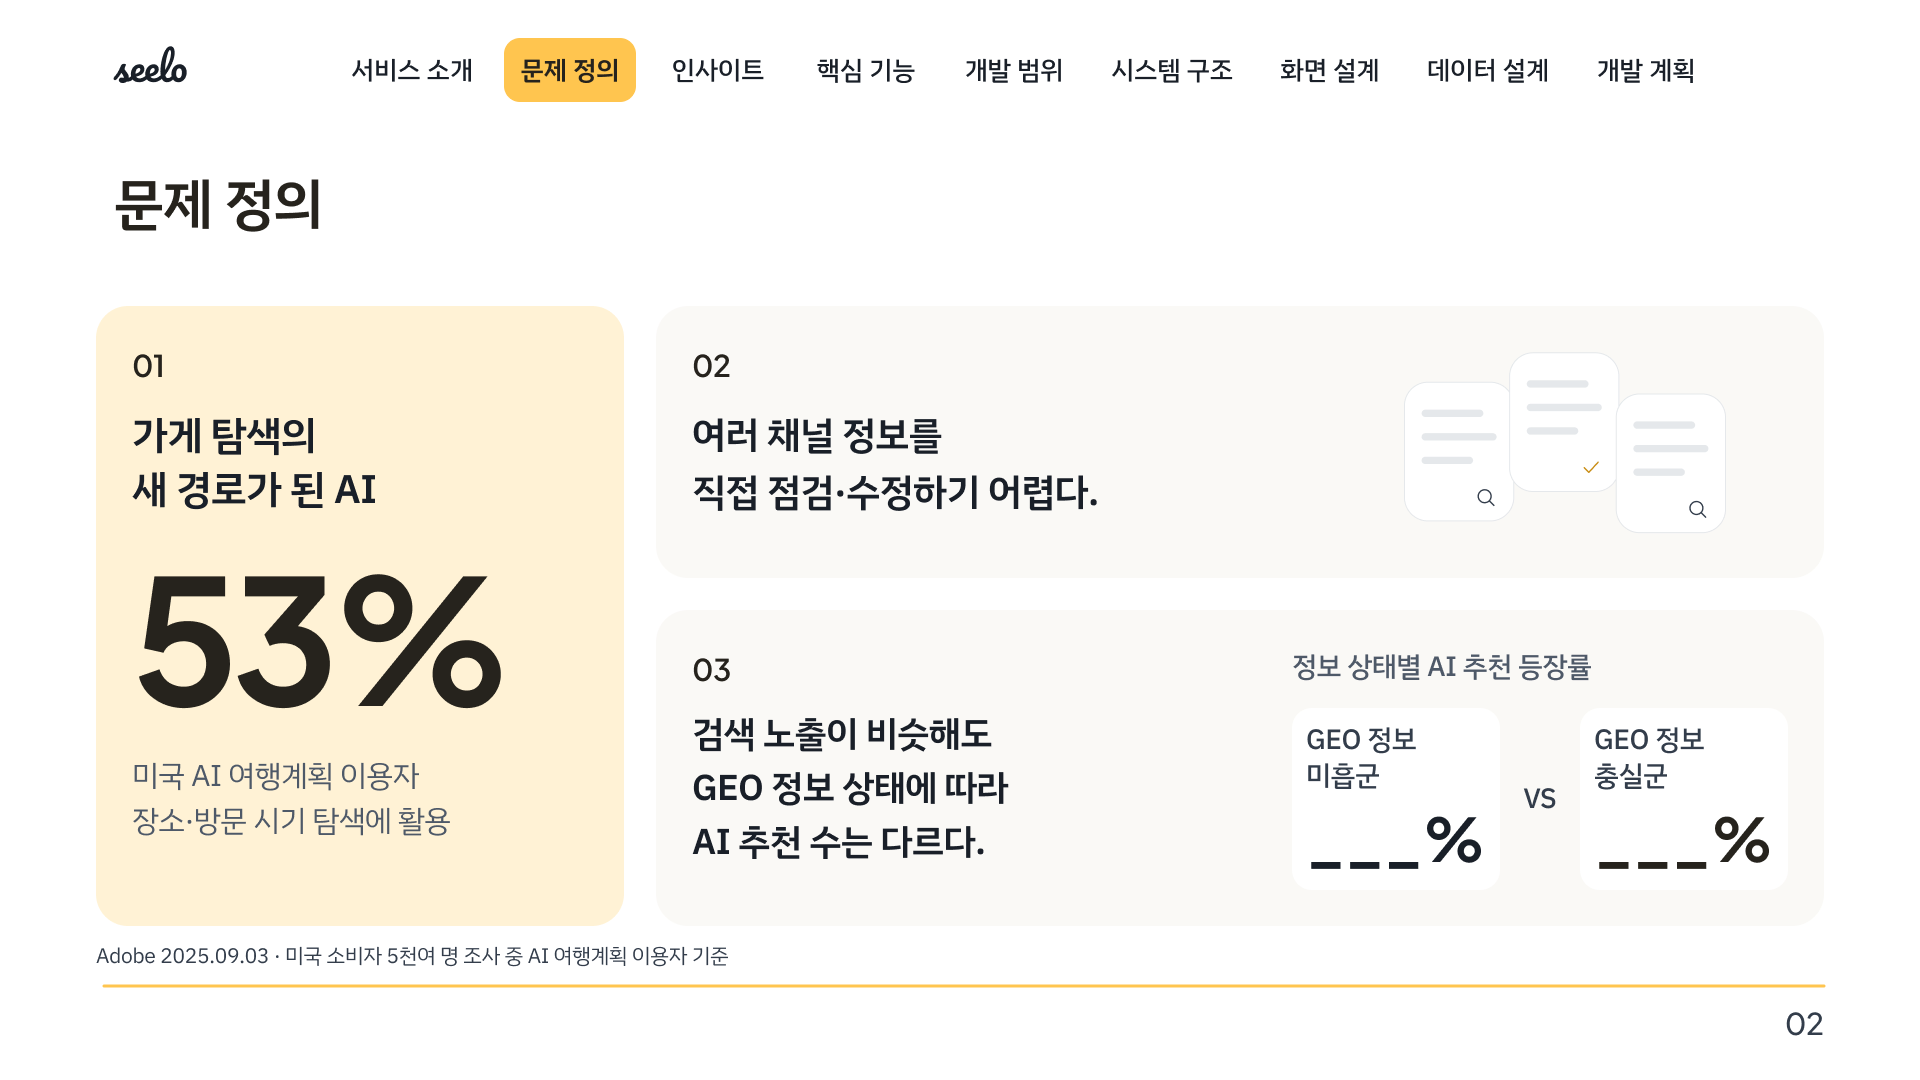 seelo
서비스 소개
문제 정의
인사이트
핵심 기능
개발 범위
시스템 구조
화면 설계
데이터 설계
개발 계획
문제 정의
01
가게 탐색의
새 경로가 된 AI
53%
미국 AI 여행계획 이용자
장소·방문 시기 탐색에 활용
02
여러 채널 정보를
직접 점검·수정하기 어렵다.
03
검색 노출이 비슷해도
GEO 정보 상태에 따라
AI 추천 수는 다르다.
정보 상태별 AI 추천 등장률
GEO 정보
미흡군
___%
VS
GEO 정보
충실군
___%
Adobe 2025.09.03 · 미국 소비자 5천여 명 조사 중 AI 여행계획 이용자 기준
02